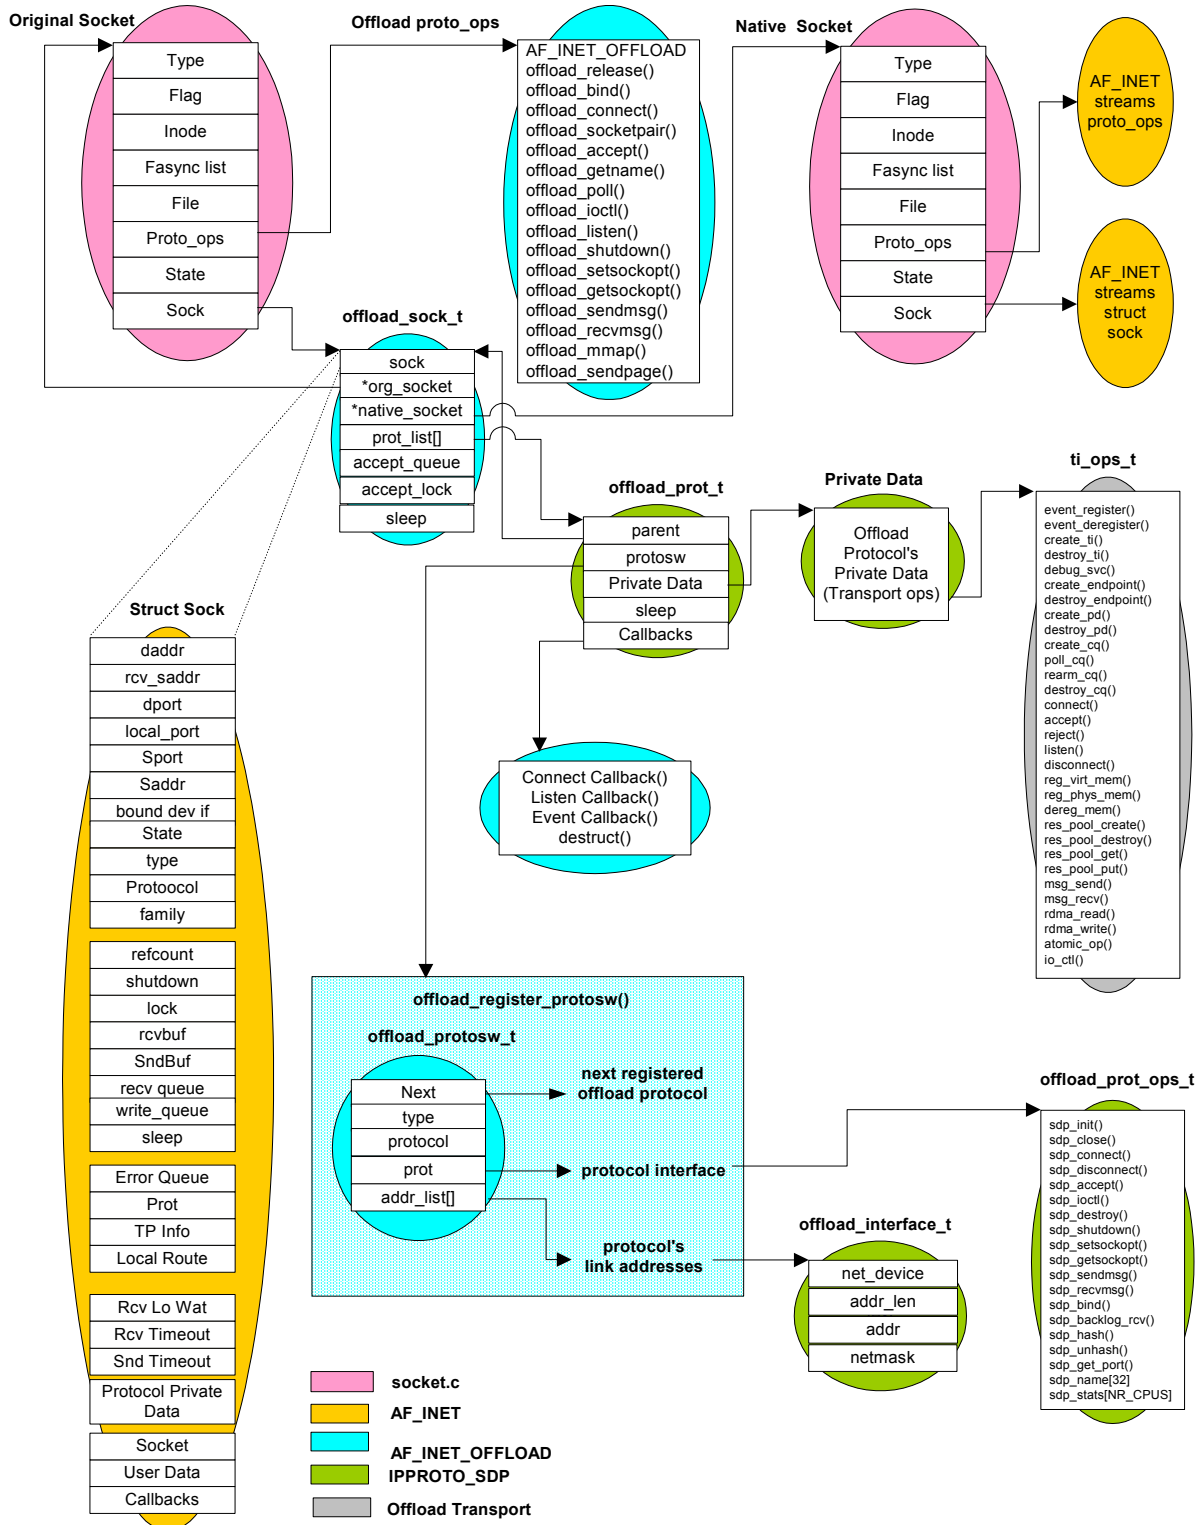 Original Socket
Type
Flag
Inode
Fasync list
File
Proto_ops
State
Sock
Offload proto_ops
AF_INET_OFFLOAD
offload_release()
offload_bind()
offload_connect()
offload_socketpair()
offload_accept()
offload_getname()
offload_poll()
offload_ioctl()
offload_listen()
offload_shutdown()
offload_setsockopt()
offload_getsockopt()
offload_sendmsg()
offload_recvmsg()
offload_mmap()
offload_sendpage()
Native Socket
Type
Flag
Inode
Fasync list
File
Proto_ops
State
Sock
AF_INET
streams
proto_ops
AF_INET
streams
struct
sock
offload_sock_t
sock
*org_socket
*native_socket
prot_list[]
accept_queue
accept_lock
sleep
offload_prot_t
parent
protosw
Private Data
sleep
Callbacks
Private Data
Offload
Protocol's
Private Data
(Transport ops)
ti_ops_t
event_register()
event_deregister()
create_ti()
destroy_ti()
debug_svc()
create_endpoint()
destroy_endpoint()
create_pd()
destroy_pd()
create_cq()
poll_cq()
rearm_cq()
destroy_cq()
connect()
accept()
reject()
listen()
disconnect()
reg_virt_mem()
reg_phys_mem()
dereg_mem()
res_pool_create()
res_pool_destroy()
res_pool_get()
res_pool_put()
msg_send()
msg_recv()
rdma_read()
rdma_write()
atomic_op()
io_ctl()
Struct Sock
daddr
rcv_saddr
dport
local_port
Sport
Saddr
bound dev if
State
type
Protoocol
family
refcount
shutdown
lock
rcvbuf
SndBuf
recv queue
write_queue
sleep
Error Queue
Prot
TP Info
Local Route
Rcv Lo Wat
Rcv Timeout
Snd Timeout
Protocol Private
Data
Socket
User Data
Callbacks
Connect Callback()
Listen Callback()
Event Callback()
destruct()
offload_register_protosw()
offload_protosw_t
Next
type
protocol
prot
addr_list[]
next registered
offload protocol
protocol interface
protocol's
link addresses
offload_interface_t
net_device
addr_len
addr
netmask
offload_prot_ops_t
sdp_init()
sdp_close()
sdp_connect()
sdp_disconnect()
sdp_accept()
sdp_ioctl()
sdp_destroy()
sdp_shutdown()
sdp_setsockopt()
sdp_getsockopt()
sdp_sendmsg()
sdp_recvmsg()
sdp_bind()
sdp_backlog_rcv()
sdp_hash()
sdp_unhash()
sdp_get_port()
sdp_name[32]
sdp_stats[NR_CPUS]
socket.c
AF_INET
AF_INET_OFFLOAD
IPPROTO_SDP
Offload Transport